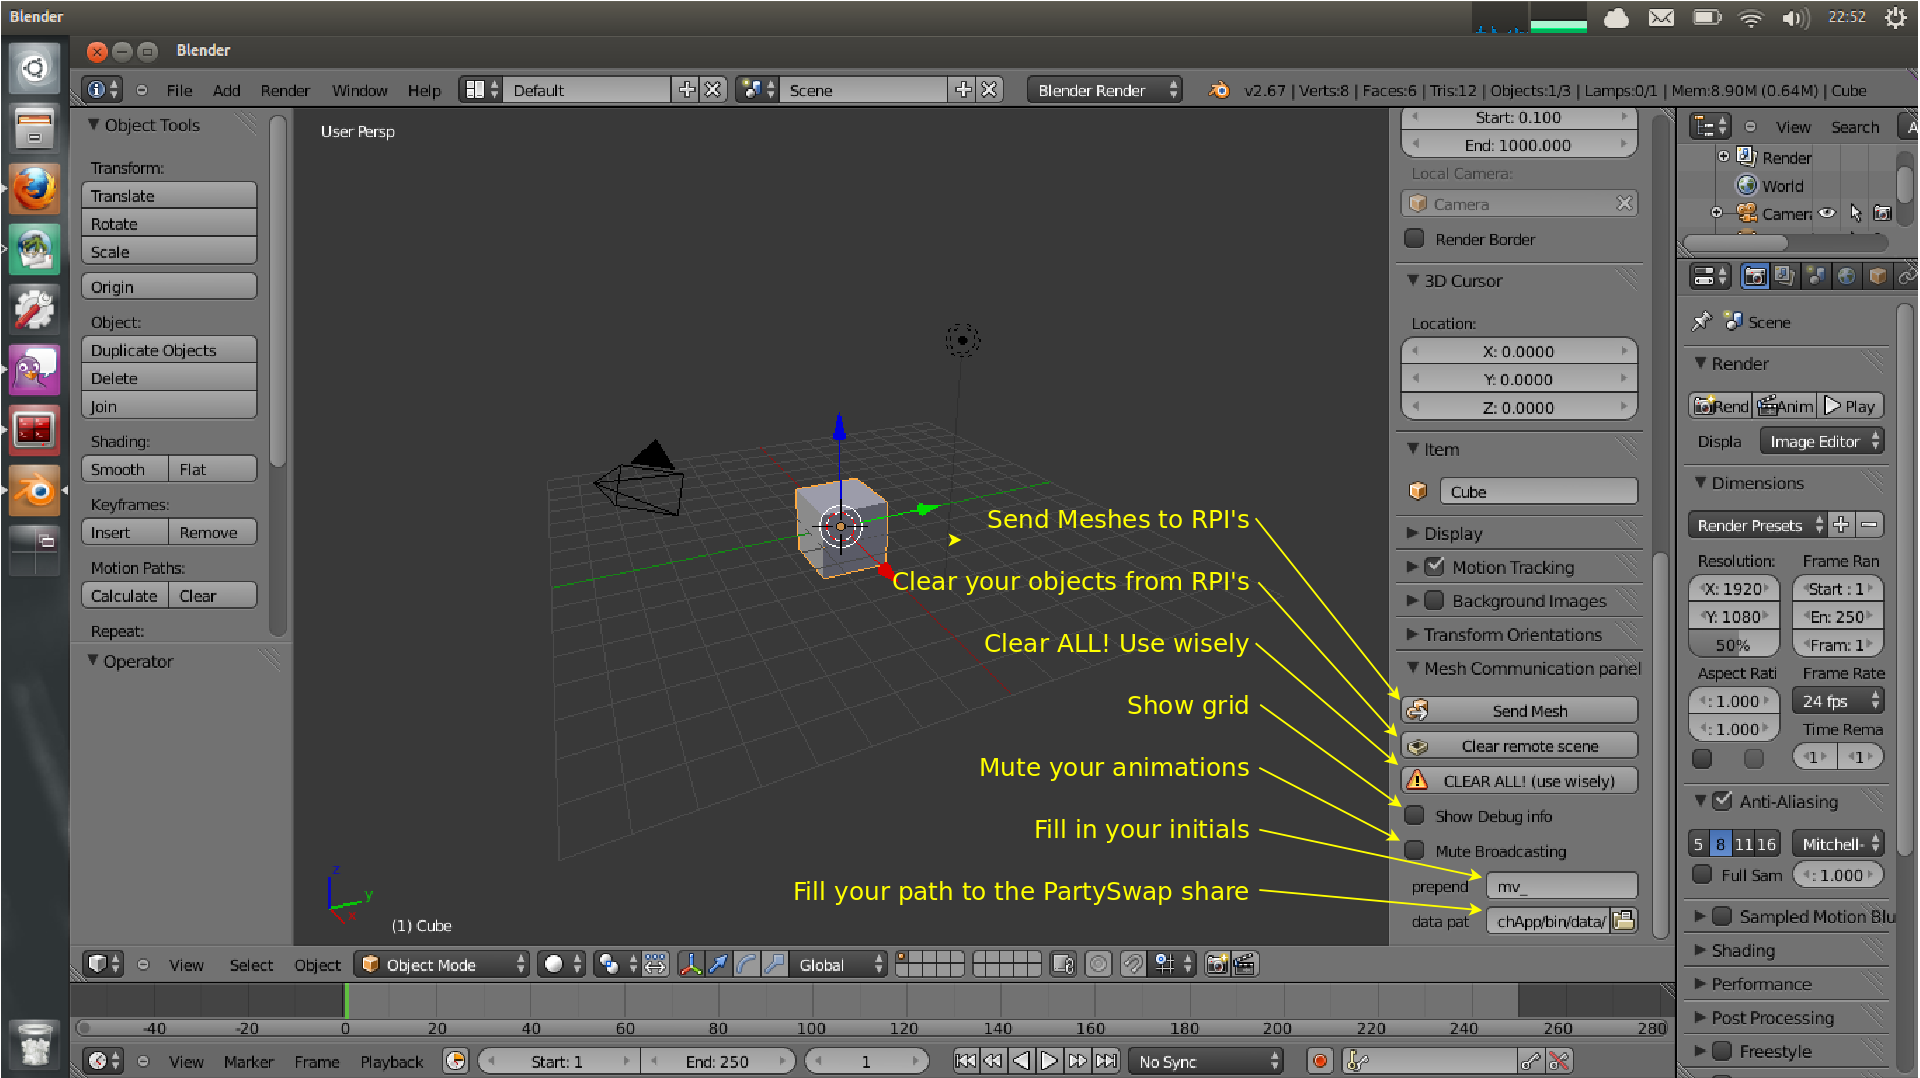 Blender
22:52
Blender
File Add Render Window Help Default Scene Blender Render v2.67 | Verts:8 | Faces:6 | Tris:12 | Objects:1/3 | Lamps:0/1 | Mem:8.90M (0.64M) | Cube
Object Tools
Transform:
Translate
Rotate
Scale
Origin
Object:
Duplicate Objects
Delete
Join
Shading:
Smooth Flat
Keyframes:
Insert Remove
Motion Paths:
Calculate Clear
Repeat:
Operator
User Persp
Send Meshes to RPI's
Clear your objects from RPI's
Clear ALL! Use wisely
Show grid
Mute your animations
Fill in your initials
Fill your path to the PartySwap share
z
y
x
(1) Cube
Start: 0.100
End: 1000.000
Local Camera:
Camera
Render Border
3D Cursor
Location:
X: 0.0000
Y: 0.0000
Z: 0.0000
Item
Cube
Display
Motion Tracking
Background Images
Transform Orientations
Mesh Communication panel
Send Mesh
Clear remote scene
CLEAR ALL! (use wisely)
Show Debug info
Mute Broadcasting
prepend mv_
data pat chApp/bin/data/
View Search A
Render
World
Camer
Scene
Render
Rend Anim Play
Displa Image Editor
Dimensions
Render Presets
Resolution: Frame Ran
X: 1920 Start : 1
Y: 1080 En: 250
50% Fram: 1
Aspect Rati Frame Rate
: 1.000 24 fps
: 1.000 Time Rema
1 1
Anti-Aliasing
5 8 11 16 Mitchell-
Full Sam : 1.000
Sampled Motion Blu
Shading
Performance
Post Processing
Freestyle
View Select Object Object Mode Global
-40 -20 0 20 40 60 80 100 120 140 160 180 200 220 240 260 280
View Marker Frame Playback Start: 1 End: 250 1 No Sync